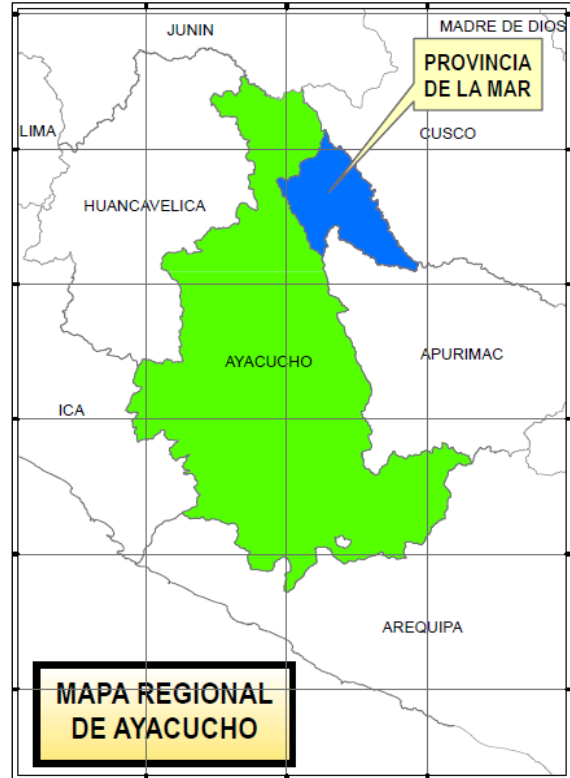 JUNIN
MADRE DE DIOS
PROVINCIA
DE LA MAR
LIMA
CUSCO
HUANCAVELICA
AYACUCHO
APURIMAC
ICA
AREQUIPA
MAPA REGIONAL
DE AYACUCHO